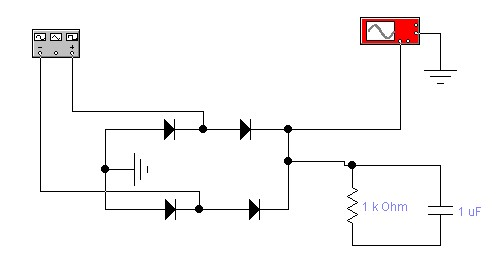 − +
1 k Ohm
1 uF